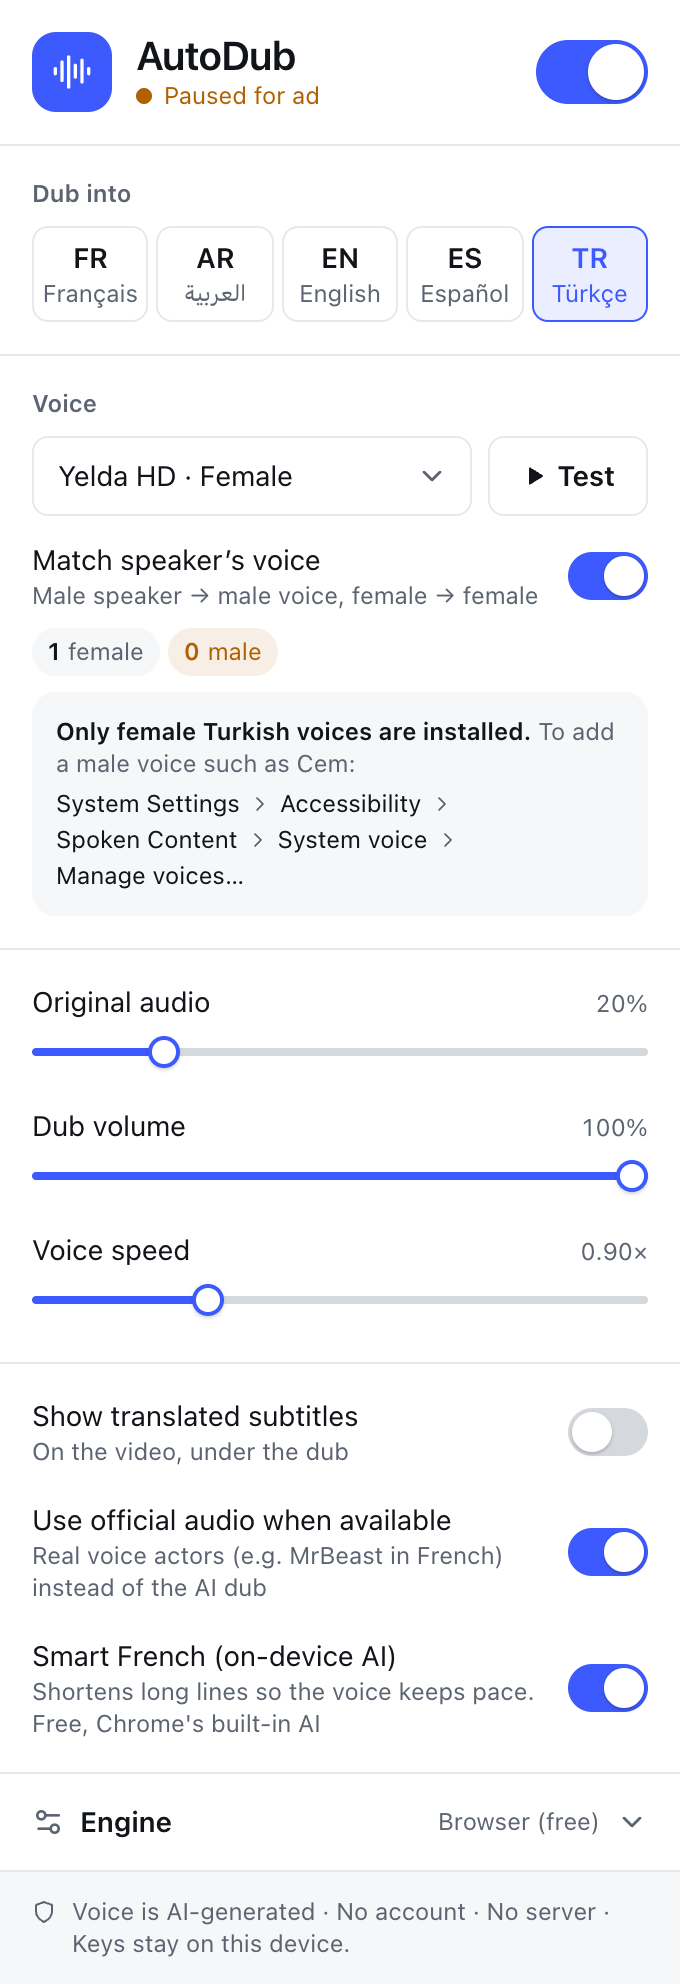 AutoDub
Paused for ad
Dub into
FR
Français
AR
العربية
EN
English
ES
Español
TR
Türkçe
Voice
Yelda HD · Female
Test
Match speaker’s voice
Male speaker → male voice, female → female
1 female
0 male
Only female Turkish voices are installed. To add
a male voice such as Cem:
System Settings > Accessibility >
Spoken Content > System voice >
Manage voices…
Original audio
20%
Dub volume
100%
Voice speed
0.90×
Show translated subtitles
On the video, under the dub
Use official audio when available
Real voice actors (e.g. MrBeast in French)
instead of the AI dub
Smart French (on-device AI)
Shortens long lines so the voice keeps pace.
Free, Chrome's built-in AI
Engine
Browser (free)
Voice is AI-generated · No account · No server ·
Keys stay on this device.